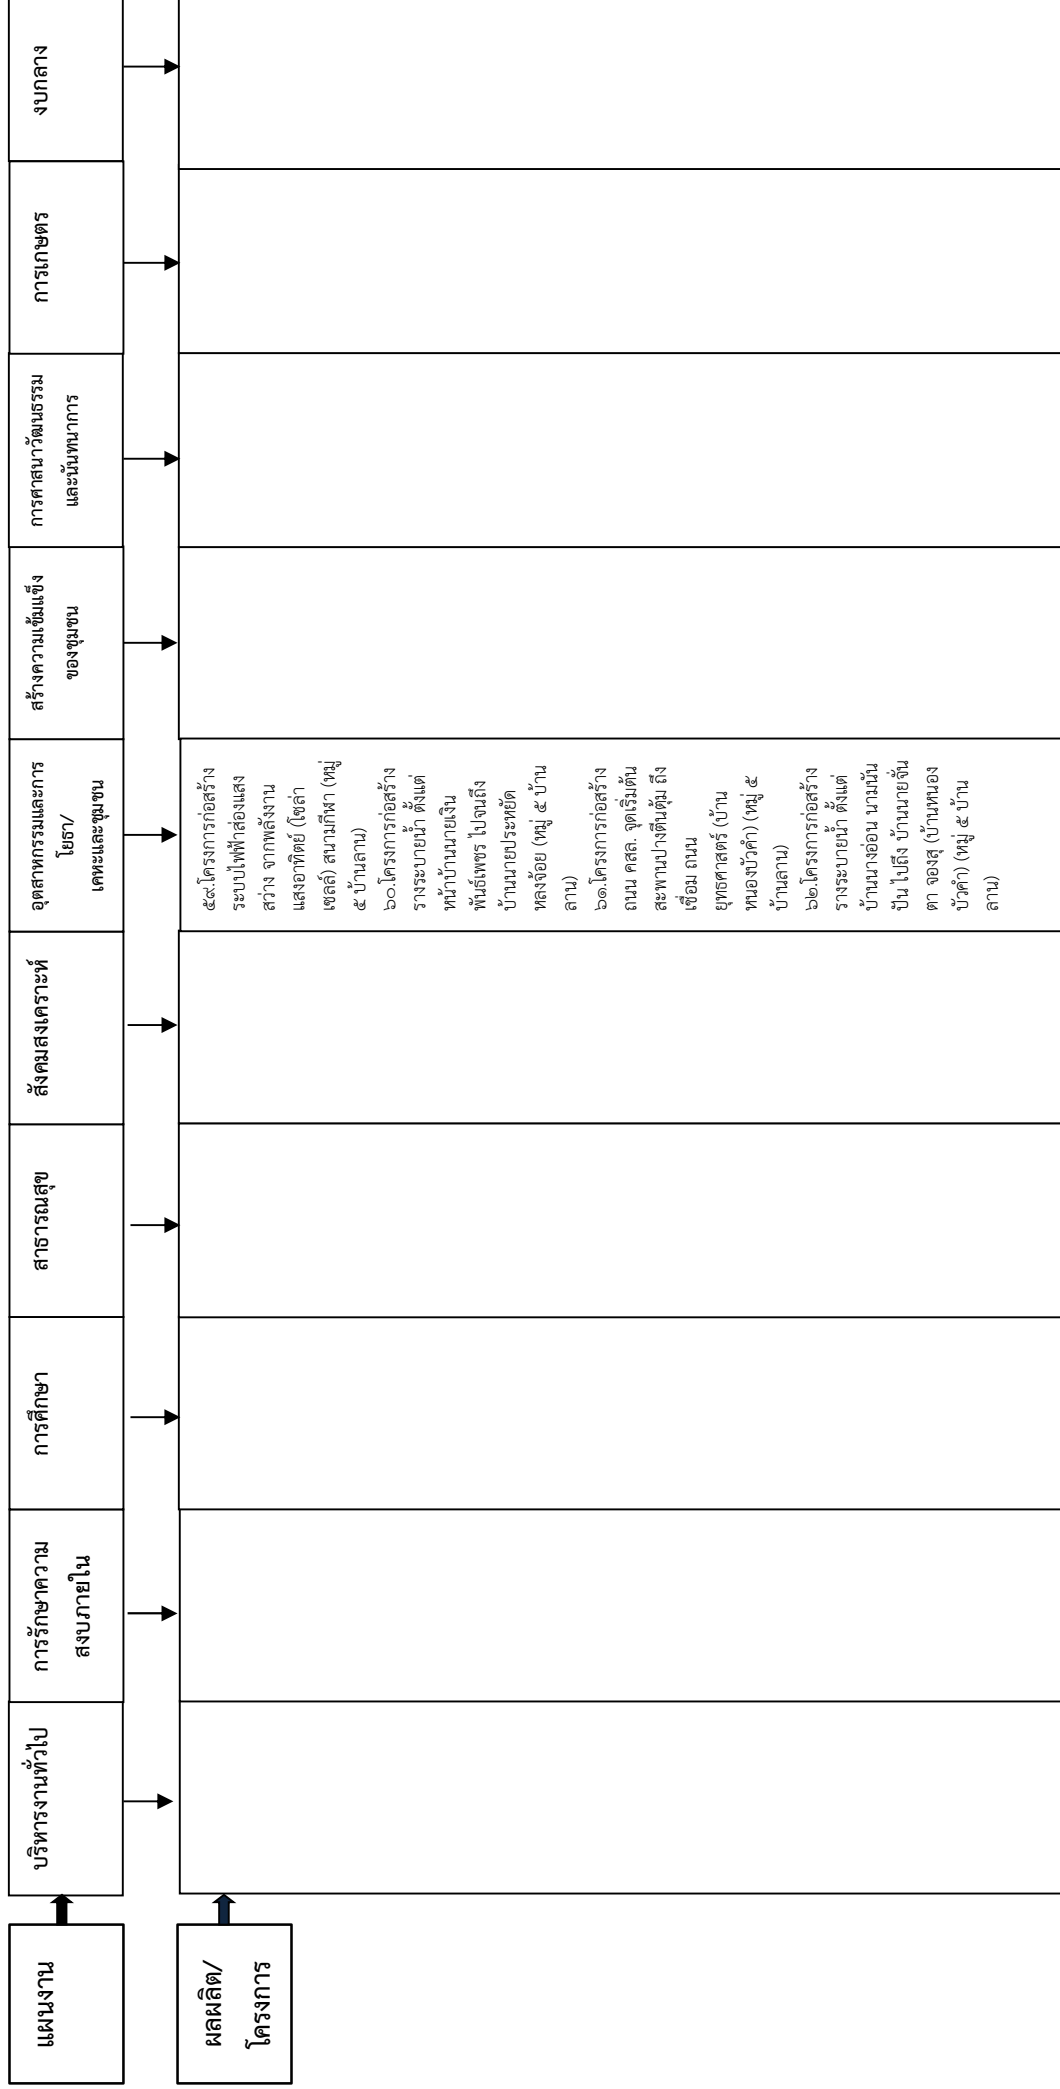 แผนงาน
บริหารงานทั่วไป
การรักษาความ
สงบภายใน
การศึกษา
สาธารณสุข
สังคมสงเคราะห์
อุตสาหกรรมและการ
โยธา/
เคหะและชุมชน
สร้างความเข้มแข็ง
ของชุมชน
การศาสนาวัฒนธรรม
และนันทนาการ
การเกษตร
งบกลาง
ผลผลิต/
โครงการ
๕๙.โครงการก่อสร้าง
ระบบไฟฟ้าส่องแสง
สว่าง จากพลังงาน
แสงอาทิตย์ (โซล่า
เซลล์) สนามกีฬา (หมู่
๕ บ้านลาน)
๖๐.โครงการก่อสร้าง
รางระบายน้ำ ตั้งแต่
หน้าบ้านนายเงิน
พันธ์เพชร ไปจนถึง
บ้านนายประหยัด
หลงจ้อย (หมู่ ๕ บ้าน
ลาน)
๖๑.โครงการก่อสร้าง
ถนน คสล. จุดเริ่มต้น
สะพานปางตีนตุ้ม ถึง
เชื่อม ถนน
ยุทธศาสตร์ (บ้าน
หนองบัวคำ) (หมู่ ๕
บ้านลาน)
๖๒.โครงการก่อสร้าง
รางระบายน้ำ ตั้งแต่
บ้านนางอ่อน นามนั้น
ปัน ไปถึง บ้านนายจั่น
ตา จองสุ (บ้านหนอง
บัวคำ) (หมู่ ๕ บ้าน
ลาน)